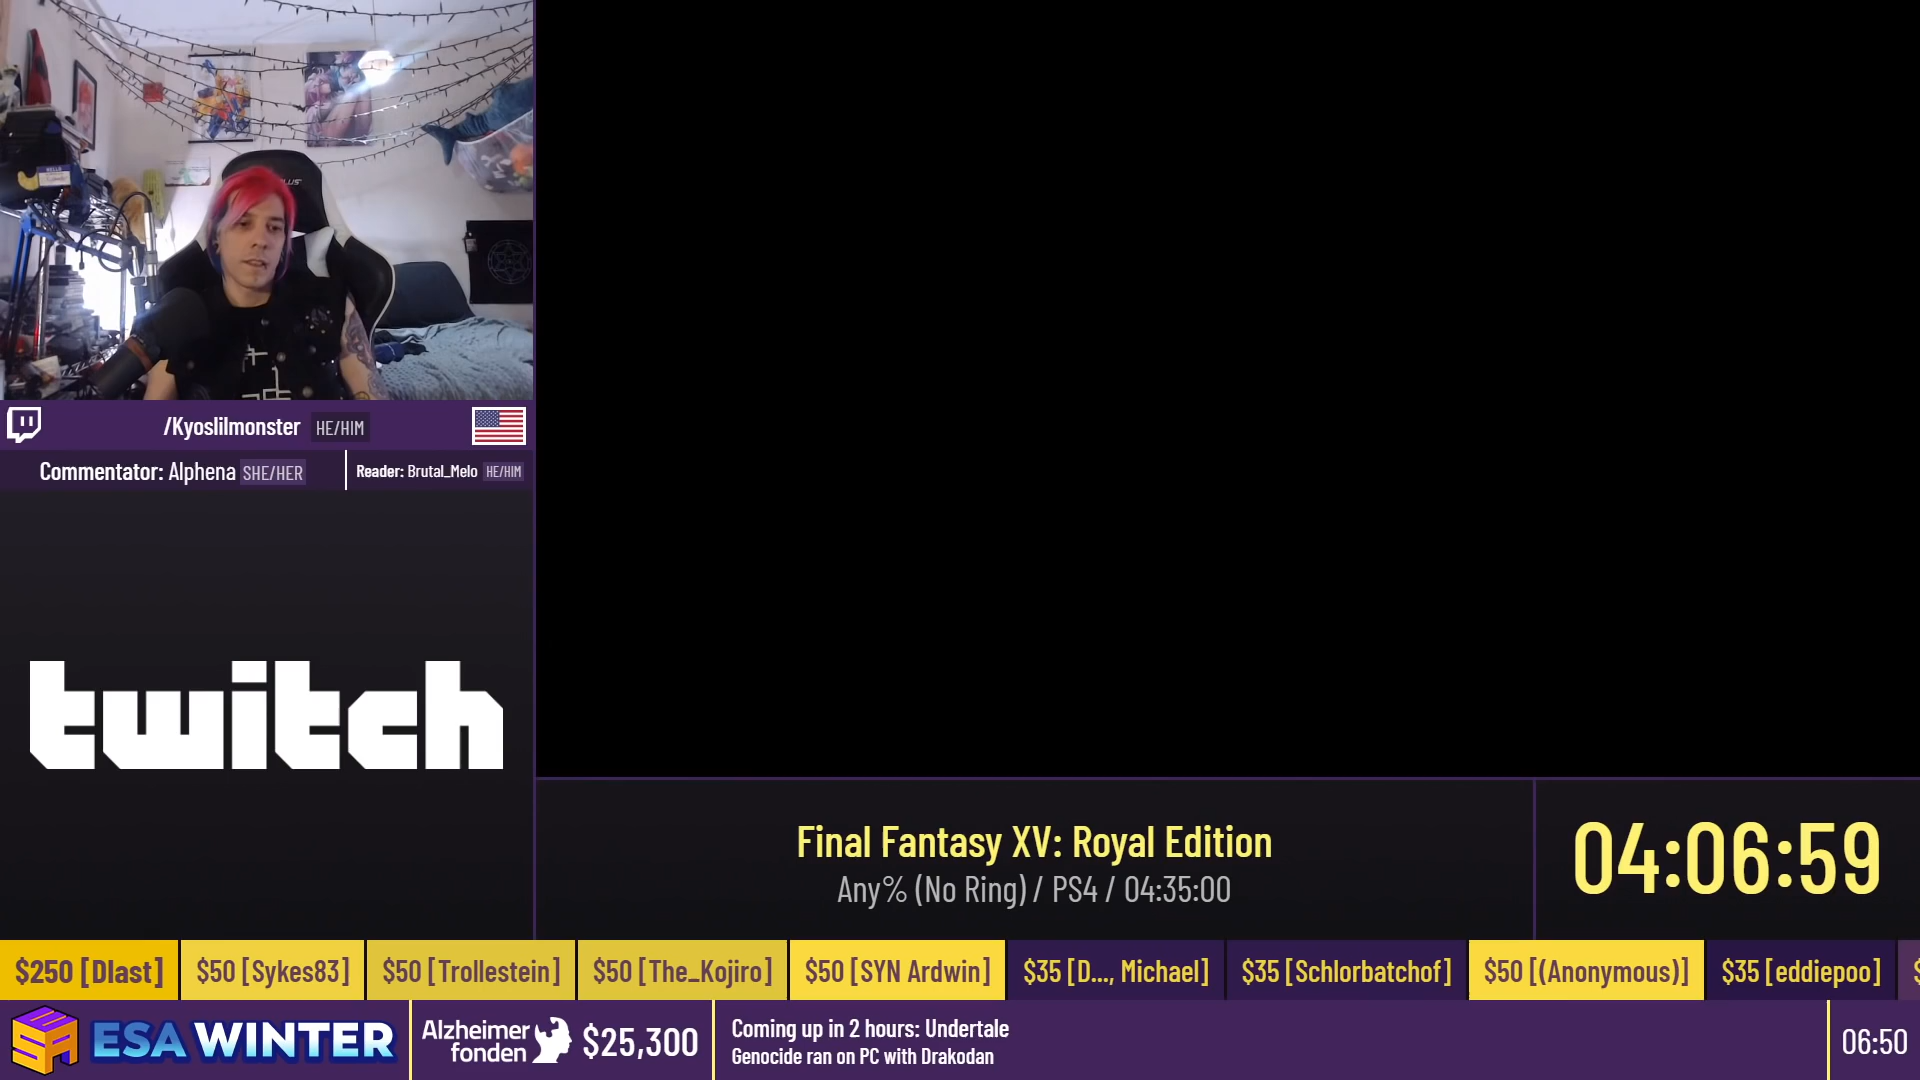 /Kyoslilmonster HE/HIM
Commentator: Alphena SHE/HER
Reader: Brutal_Melo HE/HIM
twitch
Final Fantasy XV: Royal Edition
Any% (No Ring) / PS4 / 04:35:00
04:06:59
$250 [Dlast]
$50 [Sykes83]
$50 [Trollestein]
$50 [The_Kojiro]
$50 [SYN Ardwin]
$35 [D..., Michael]
$35 [Schlorbatchof]
$50 [(Anonymous)]
$35 [eddiepoo]
ESA WINTER
Alzheimer
fonden
$25,300
Coming up in 2 hours: Undertale
Genocide ran on PC with Drakodan
06:50